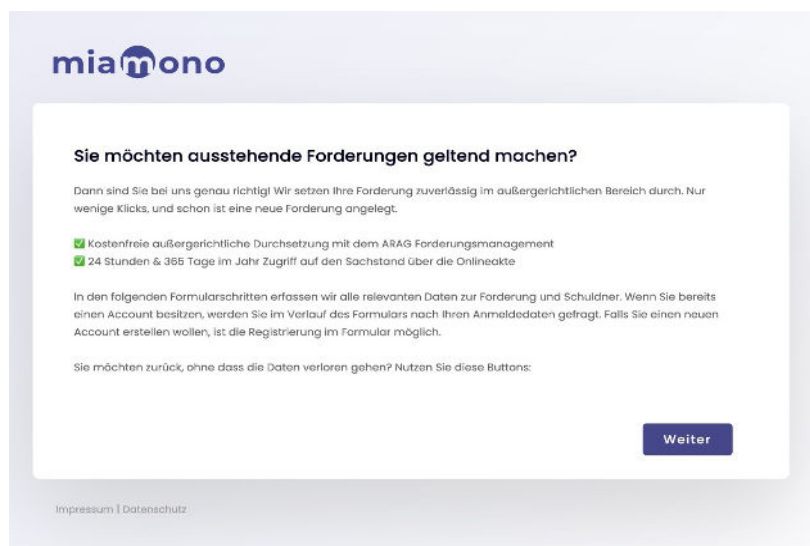 miamono
Sie möchten ausstehende Forderungen geltend machen?
Dann sind Sie bei uns genau richtig! Wir setzen Ihre Forderung zuverlässig im außergerichtlichen Bereich durch. Nur
wenige Klicks, und schon ist eine neue Forderung angelegt.
✅ Kostenfreie außergerichtliche Durchsetzung mit dem ARAG Forderungsmanagement
✅ 24 Stunden & 365 Tage im Jahr Zugriff auf den Sachstand über die Onlineakte
In den folgenden Formularschritten erfassen wir alle relevanten Daten zur Forderung und Schuldner. Wenn Sie bereits
einen Account besitzen, werden Sie im Verlauf des Formulars nach Ihren Anmeldedaten gefragt. Falls Sie einen neuen
Account erstellen wollen, ist die Registrierung im Formular möglich.
Sie möchten zurück, ohne dass die Daten verloren gehen? Nutzen Sie diese Buttons:
Weiter
Impressum | Datenschutz